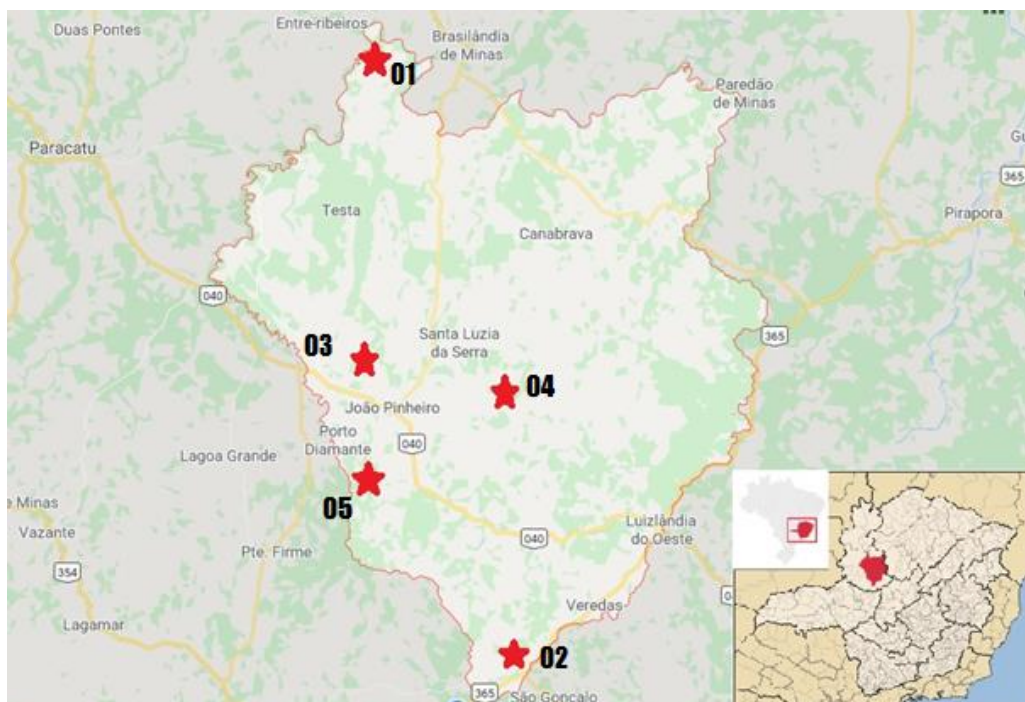 Duas Pontes
Entre-ribeiros
Brasilândia
de Minas
01
Paredão
de Minas
Paracatu
365
Testa
Pirapora
Canabrava
040
03
Santa Luzia
da Serra
365
04
João Pinheiro
Porto
Diamante
040
Lagoa Grande
05
e Minas
Vazante
Luizlândia
do Oeste
040
Pte. Firme
354
Veredas
Lagamar
02
365
São Gonçalo